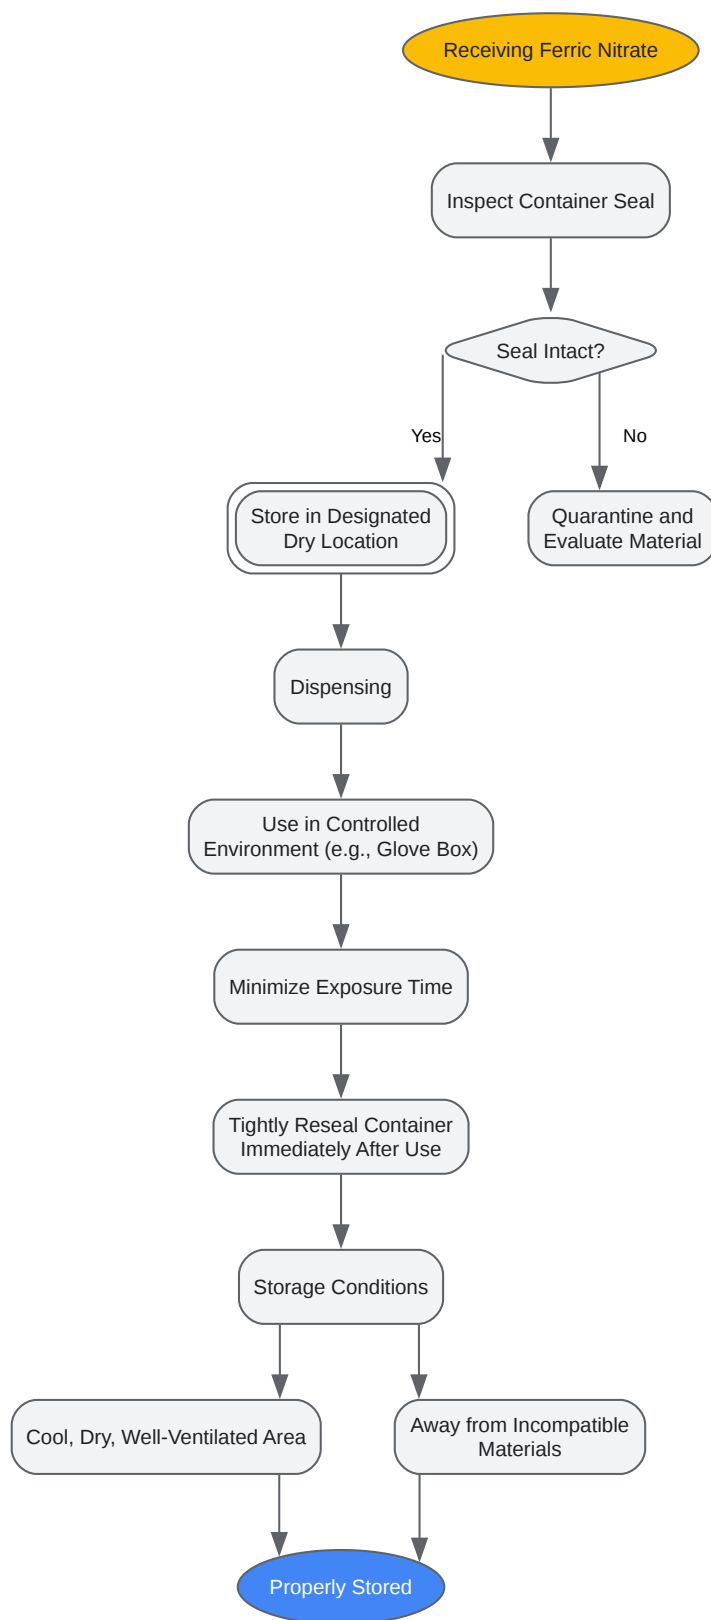 Receiving Ferric Nitrate
Inspect Container Seal
Seal Intact?
Yes
No
Store in Designated
Dry Location
Quarantine and
Evaluate Material
Dispensing
Use in Controlled
Environment (e.g., Glove Box)
Minimize Exposure Time
Tightly Reseal Container
Immediately After Use
Storage Conditions
Cool, Dry, Well-Ventilated Area
Away from Incompatible
Materials
Properly Stored